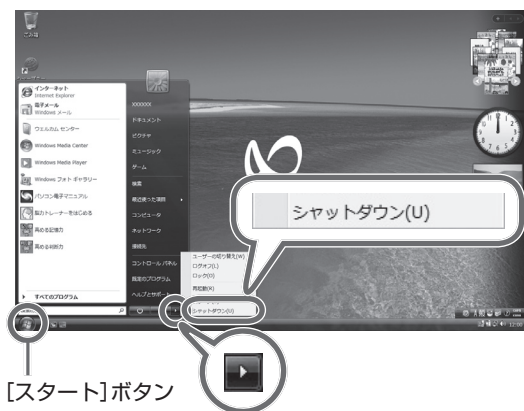 ごみ箱
インターネット
Internet Explorer
電子メール
Windows メール
ウェルカム センター
Windows Media Center
Windows Media Player
Windows フォト ギャラリー
パソコン電子マニュアル
脳力トレーナーをはじめる
高める記憶力
高める判断力
すべてのプログラム
XXXXXX
ドキュメント
ピクチャ
ミュージック
ゲーム
検索
最近使った項目
コンピュータ
ネットワーク
接続先
コントロール パネル
既定のプログラム
ヘルプとサポート
ユーザーの切り替え(W)
ログオフ(L)
ロック(O)
再起動(R)
シャットダウン(U)
シャットダウン(U)
12:00
[スタート]ボタン